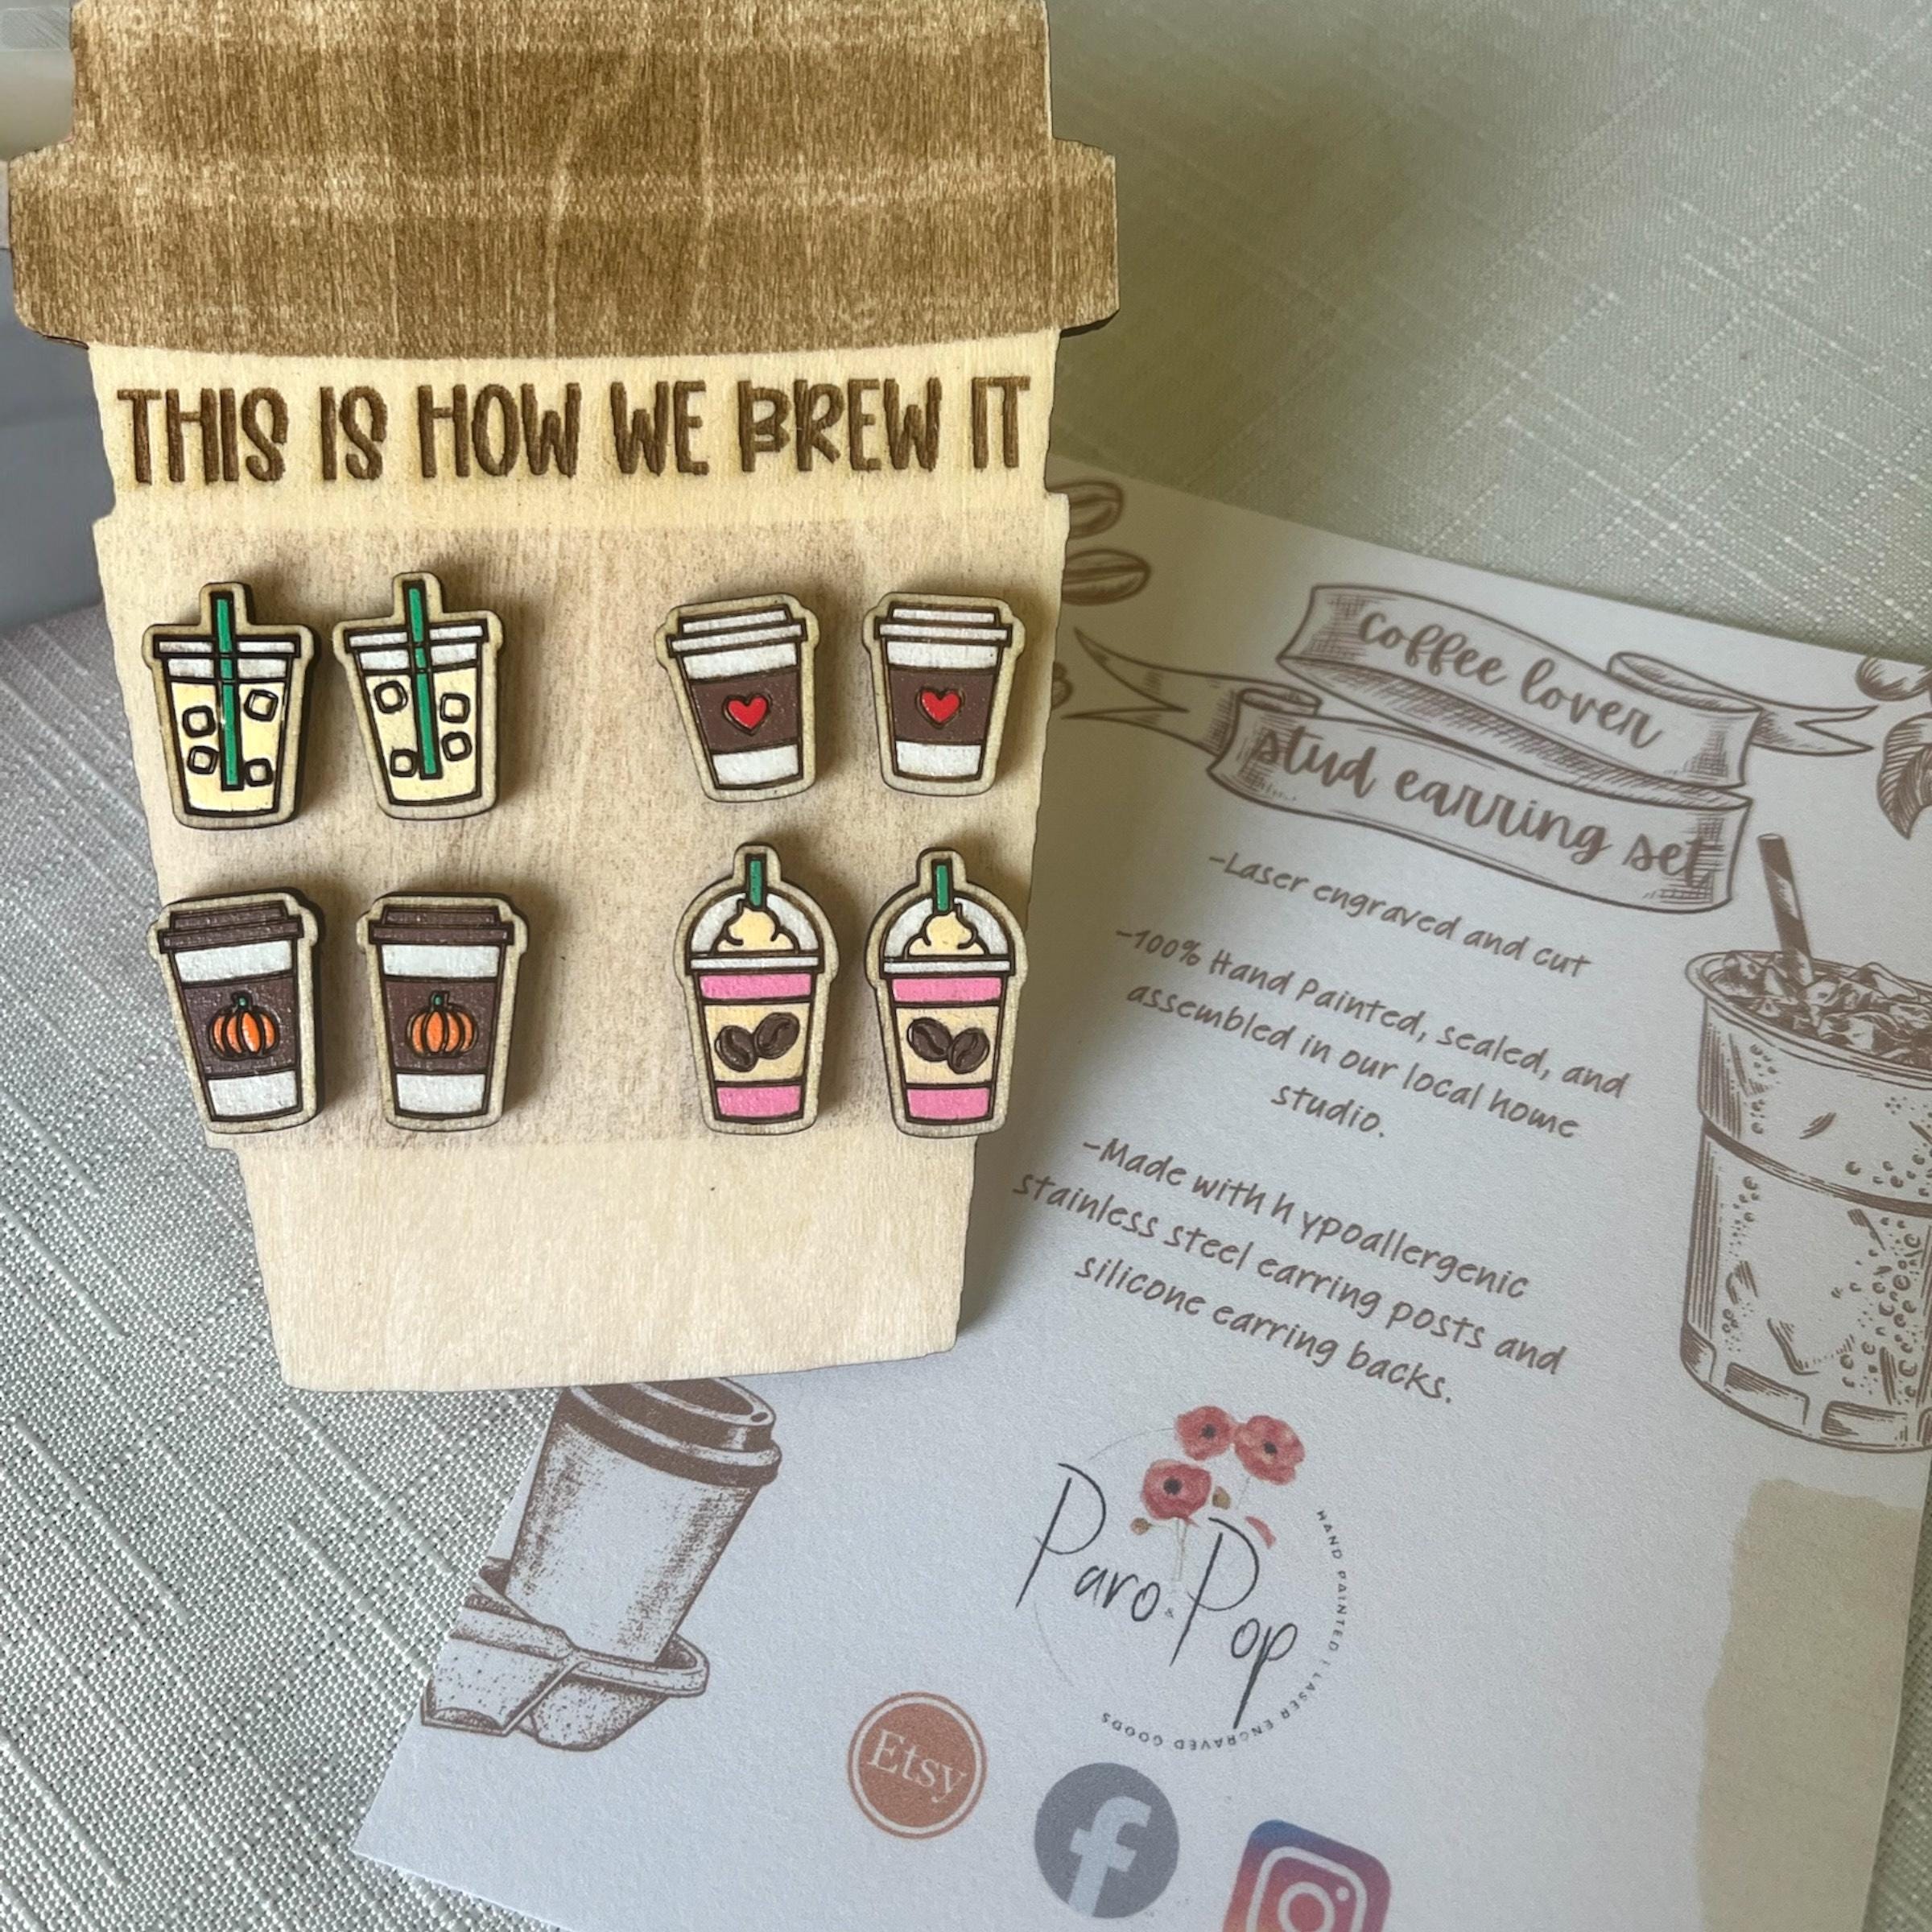 THIS IS HOW WE BREW IT
coffee lover
stud earring set
-Laser engraved and cut
-100% Hand Painted, sealed, and
assembled in our local home
studio.
-Made with h ypoallergenic
stainless steel earring posts and
silicone earring backs.
Paro & Pop
HAND PAINTED | LASER ENGRAVED GOODS
Etsy
f